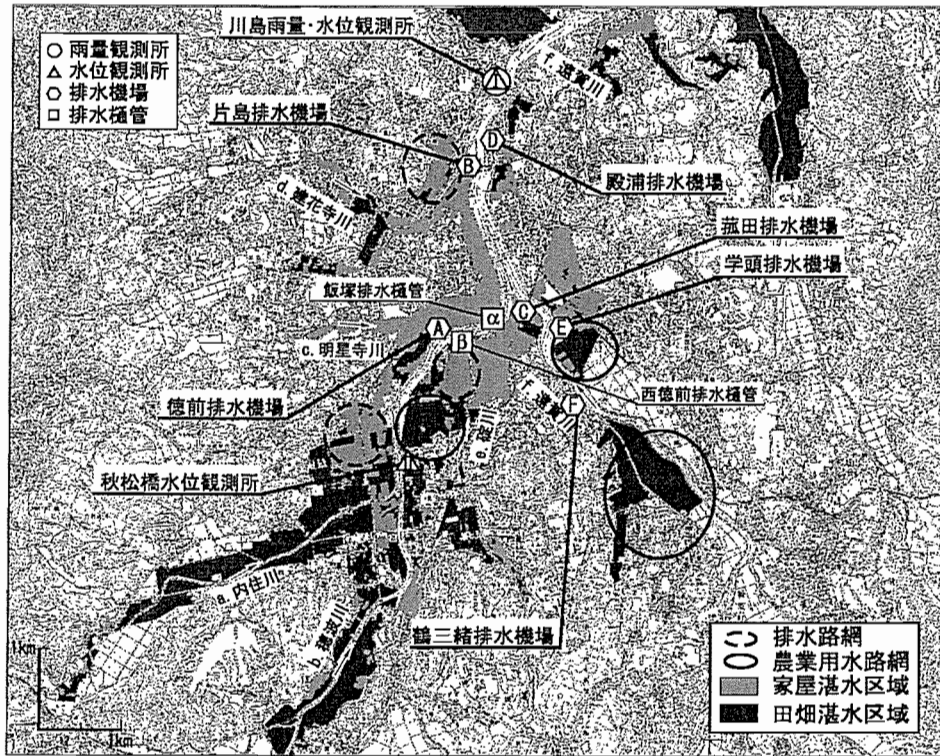 川島雨量・水位観測所
○ 雨量観測所
△ 水位観測所
⬡ 排水機場
□ 排水樋管
f. 遠賀川
片島排水機場
D
B
殿浦排水機場
d. 建花寺川
菰田排水機場
学頭排水機場
飯塚排水樋管
α
C
E
A
β
c. 明星寺川
徳前排水機場
f. 遠賀川
西徳前排水樋管
F
秋松橋水位観測所
a. 内住川
b. 穂波川
鶴三緒排水機場
1km
1km
排水路網
農業用水路網
家屋湛水区域
田畑湛水区域